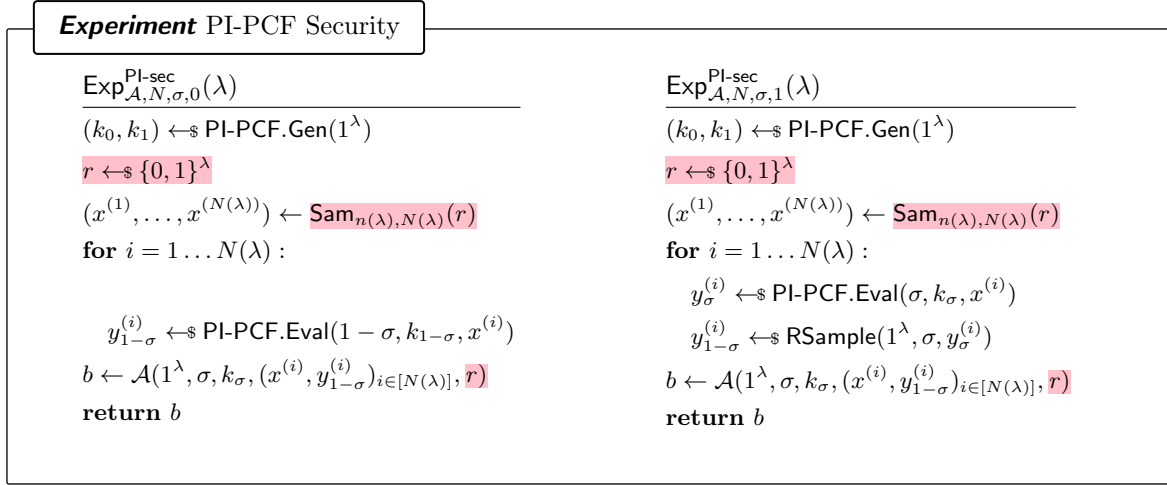 Experiment PI-PCF Security
Exp^{PI-sec}_{𝒜,N,σ,0}(λ)
(k_0, k_1) ←$ PI-PCF.Gen(1^λ)
r ←$ {0, 1}^λ
(x^{(1)}, …, x^{(N(λ))}) ← Sam_{n(λ),N(λ)}(r)
for i = 1 … N(λ) :
y^{(i)}_{1−σ} ←$ PI-PCF.Eval(1 − σ, k_{1−σ}, x^{(i)})
b ← 𝒜(1^λ, σ, k_σ, (x^{(i)}, y^{(i)}_{1−σ})_{i∈[N(λ)]}, r)
return b
Exp^{PI-sec}_{𝒜,N,σ,1}(λ)
(k_0, k_1) ←$ PI-PCF.Gen(1^λ)
r ←$ {0, 1}^λ
(x^{(1)}, …, x^{(N(λ))}) ← Sam_{n(λ),N(λ)}(r)
for i = 1 … N(λ) :
y^{(i)}_σ ←$ PI-PCF.Eval(σ, k_σ, x^{(i)})
y^{(i)}_{1−σ} ←$ RSample(1^λ, σ, y^{(i)}_σ)
b ← 𝒜(1^λ, σ, k_σ, (x^{(i)}, y^{(i)}_{1−σ})_{i∈[N(λ)]}, r)
return b